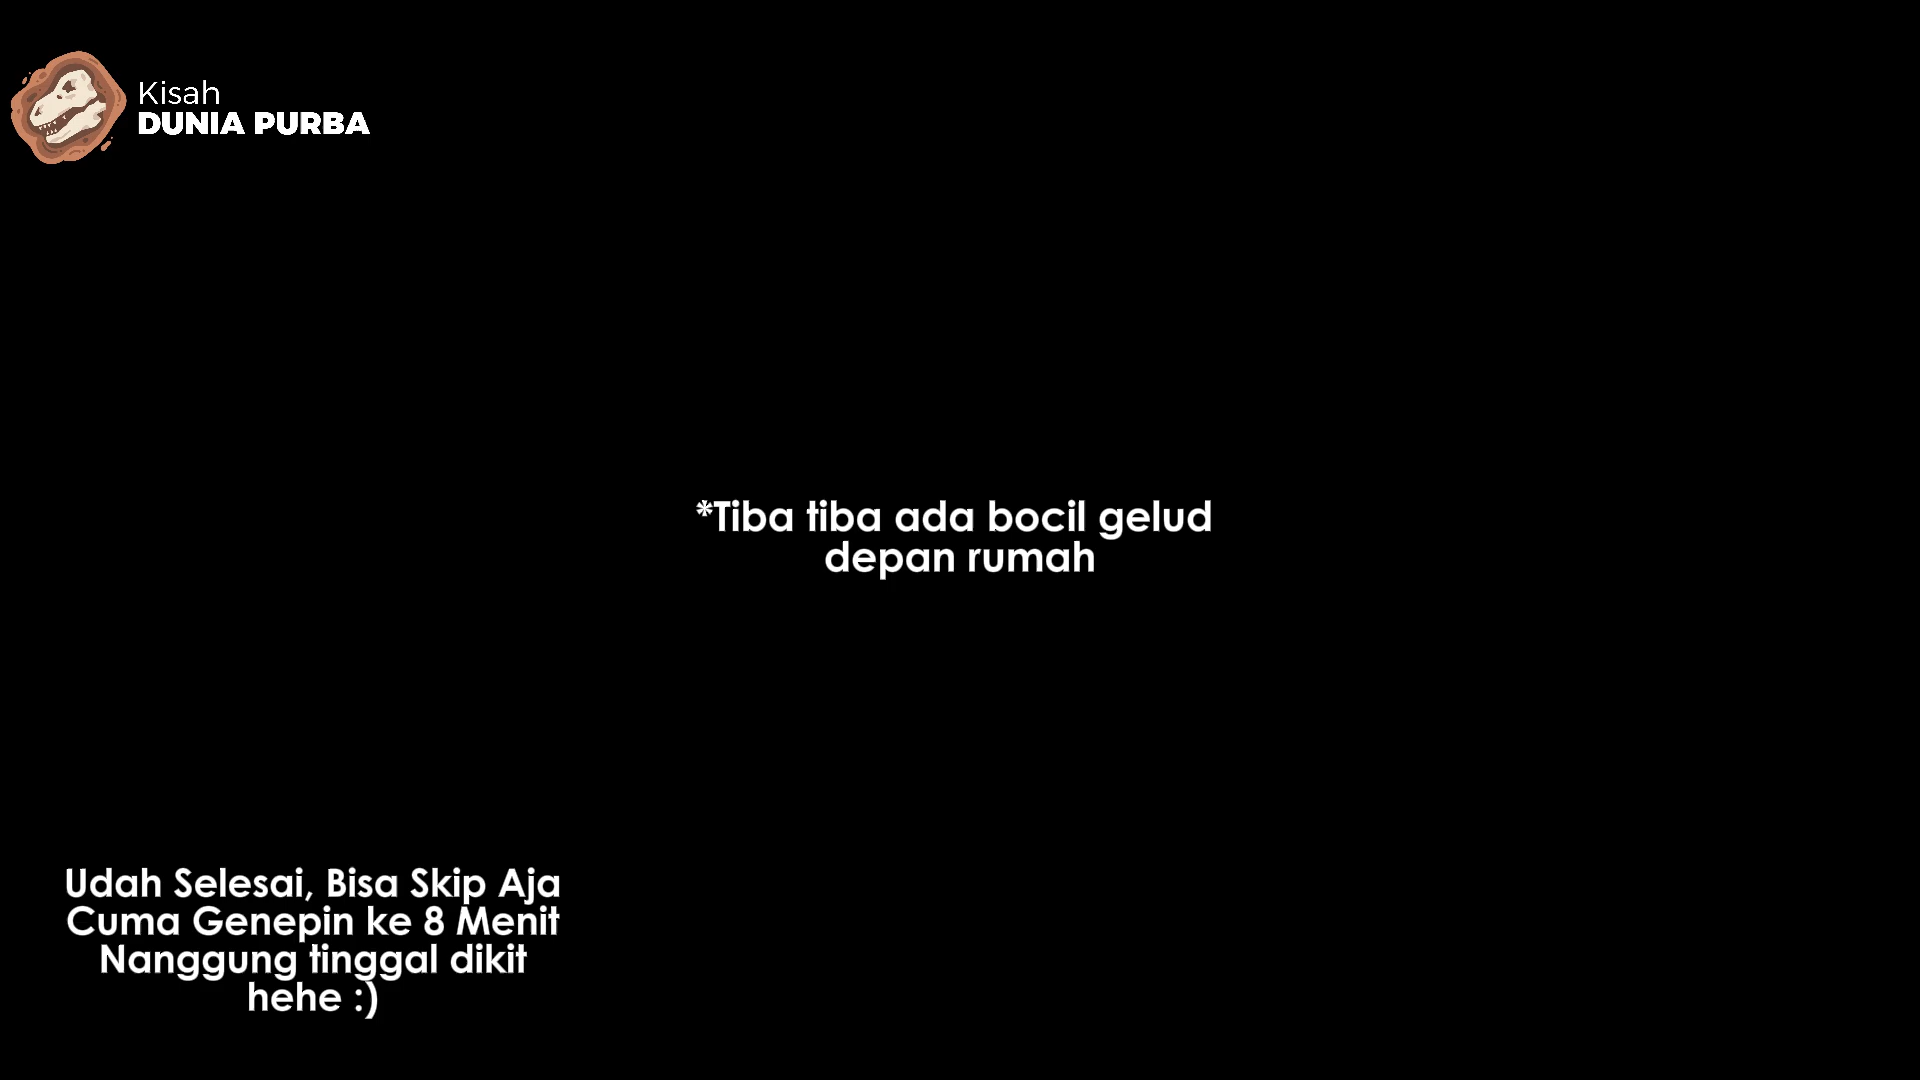 Kisah
DUNIA PURBA
*Tiba tiba ada bocil gelud
depan rumah
Udah Selesai, Bisa Skip Aja
Cuma Genepin ke 8 Menit
Nanggung tinggal dikit
hehe :)